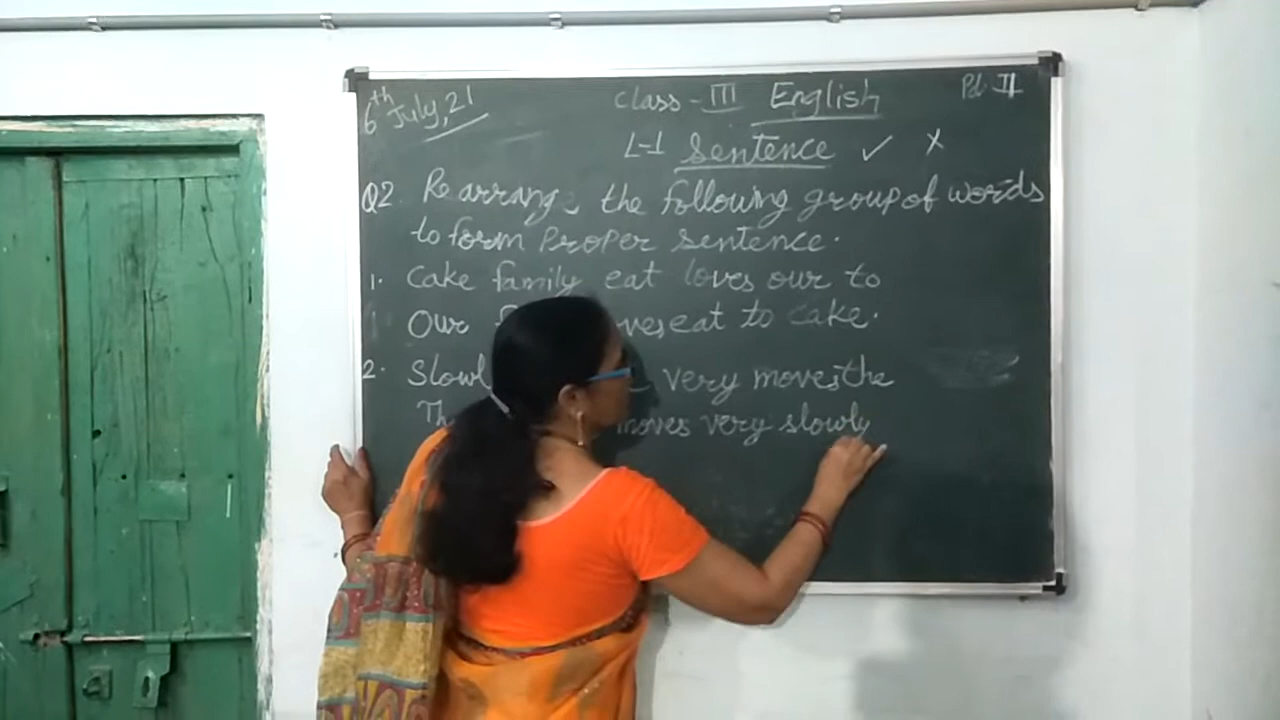 6th July, 21
Class - III English
Pd. II
L-1 Sentence ✓ x
Q2. Rearrange the following group of words
to form Proper sentence.
1. Cake family eat loves our to
Our eat to cake.
2. very moves the
moves very slowly